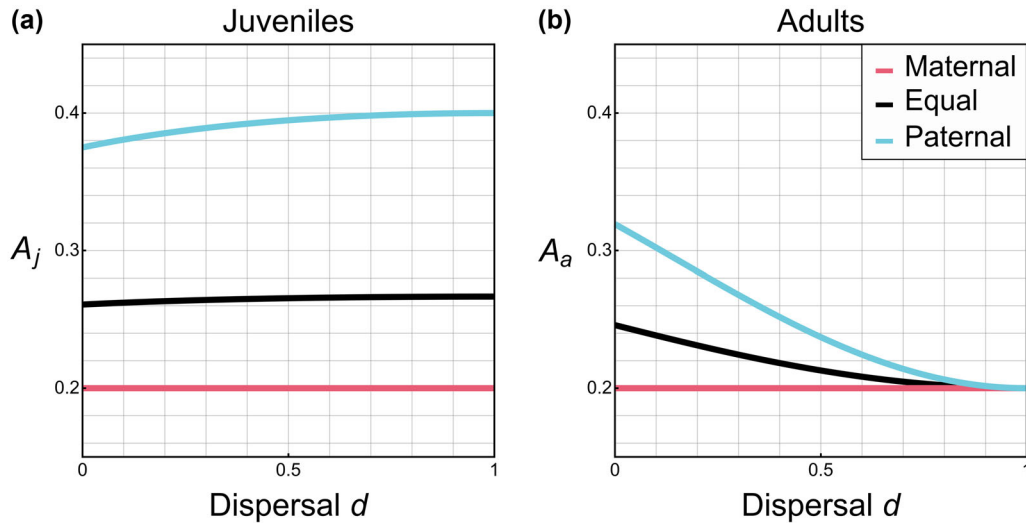 (a) Juveniles
A_j
0.4
0.3
0.2
0 0.5 1
Dispersal d
(b) Adults
Maternal
Equal
Paternal
A_a
0.4
0.3
0.2
0 0.5 1
Dispersal d